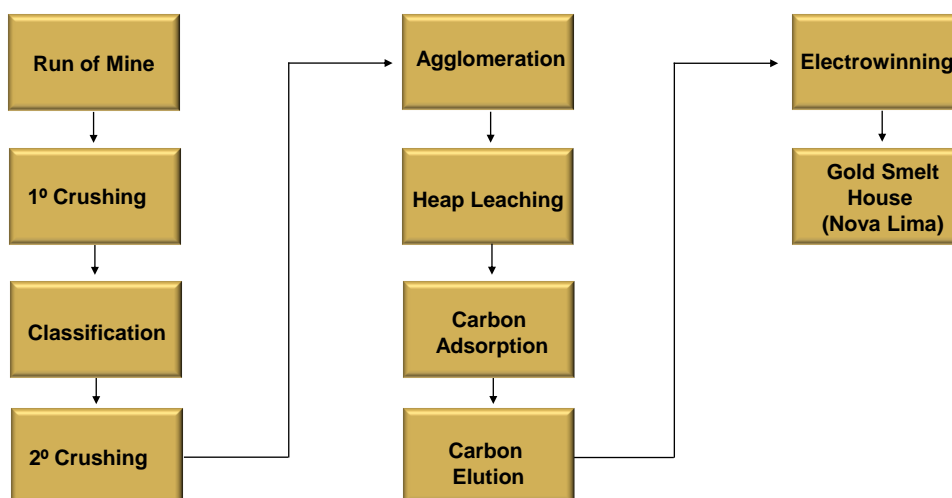 Run of Mine
1º Crushing
Classification
2º Crushing
Agglomeration
Heap Leaching
Carbon
Adsorption
Carbon
Elution
Electrowinning
Gold Smelt
House
(Nova Lima)